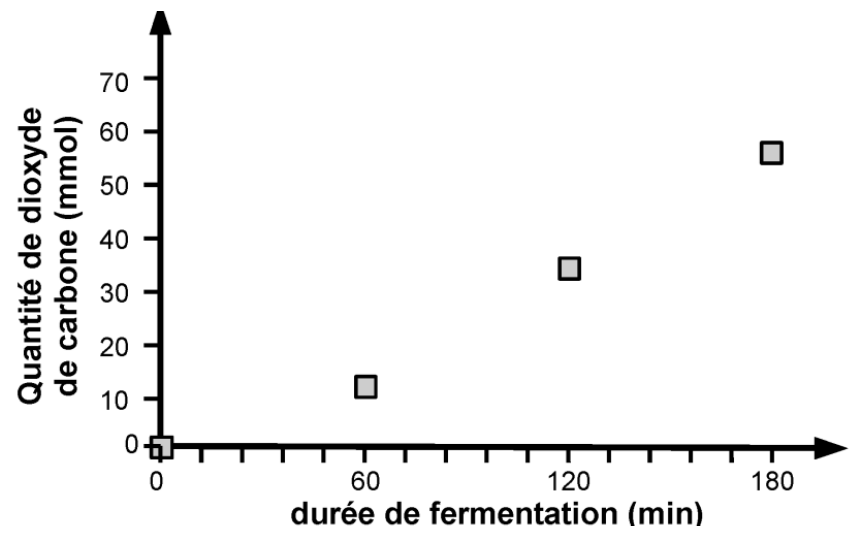 Quantité de dioxyde
de carbone (mmol)
70
60
50
40
30
20
10
0
0 60 120 180
durée de fermentation (min)